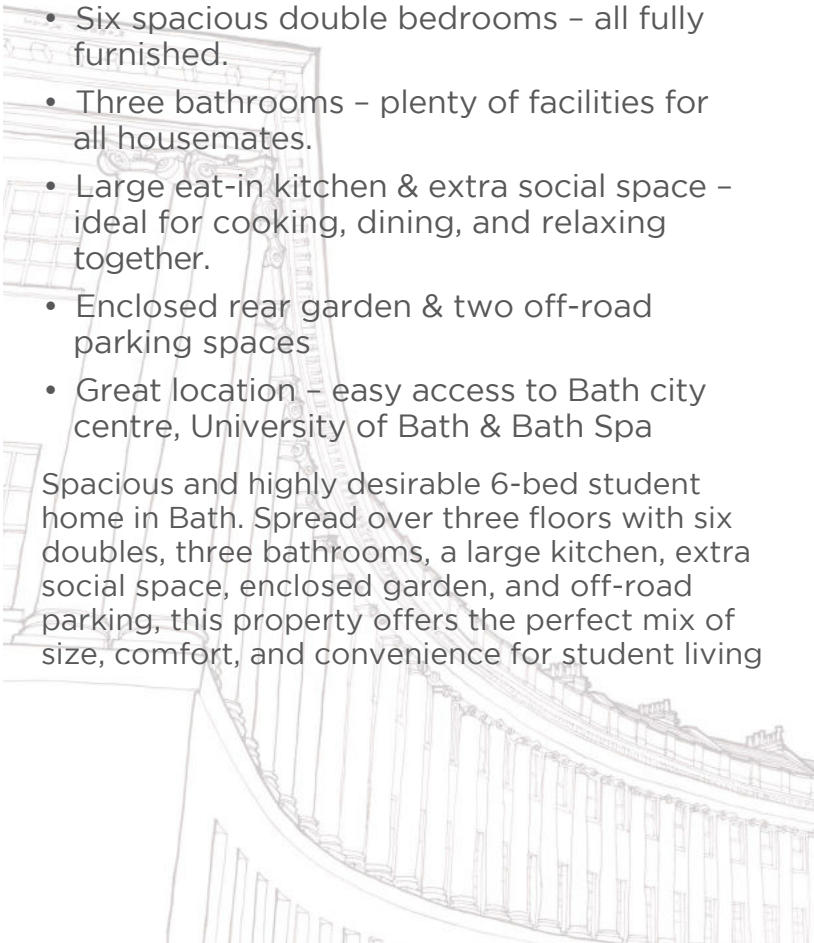 • Six spacious double bedrooms – all fully
furnished.
• Three bathrooms – plenty of facilities for
all housemates.
• Large eat-in kitchen & extra social space –
ideal for cooking, dining, and relaxing
together.
• Enclosed rear garden & two off-road
parking spaces
• Great location – easy access to Bath city
centre, University of Bath & Bath Spa
Spacious and highly desirable 6-bed student
home in Bath. Spread over three floors with six
doubles, three bathrooms, a large kitchen, extra
social space, enclosed garden, and off-road
parking, this property offers the perfect mix of
size, comfort, and convenience for student living